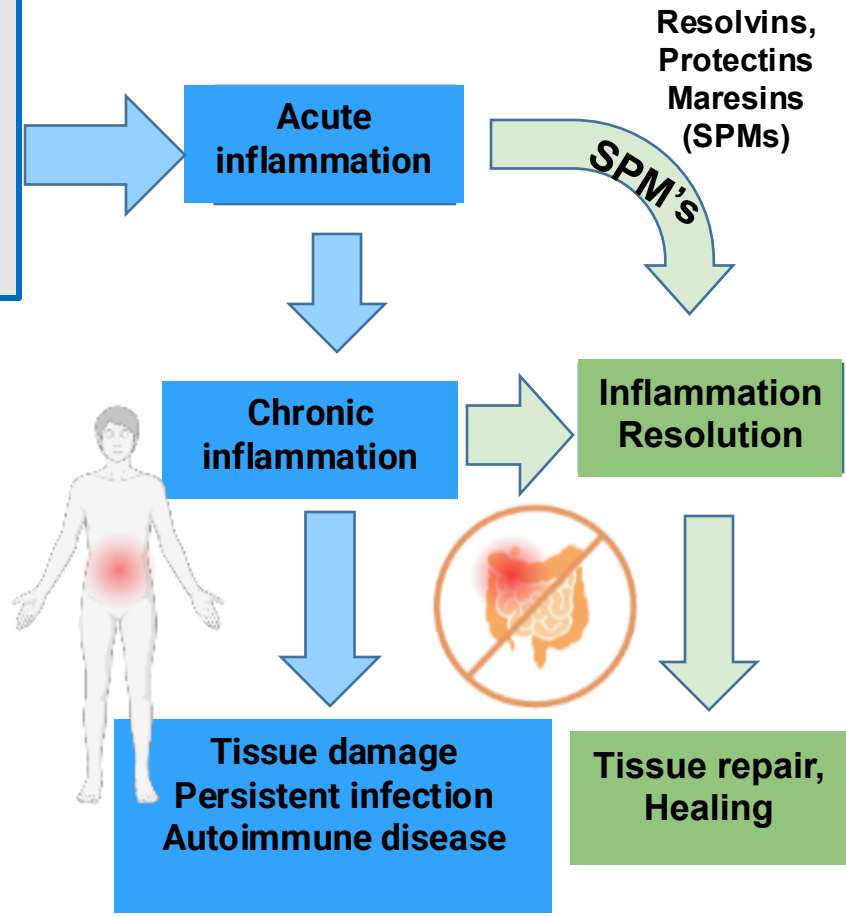 Resolvins,
Protectins
Maresins
(SPMs)
Acute
inflammation
SPM's
Chronic
inflammation
Inflammation
Resolution
Tissue damage
Persistent infection
Autoimmune disease
Tissue repair,
Healing